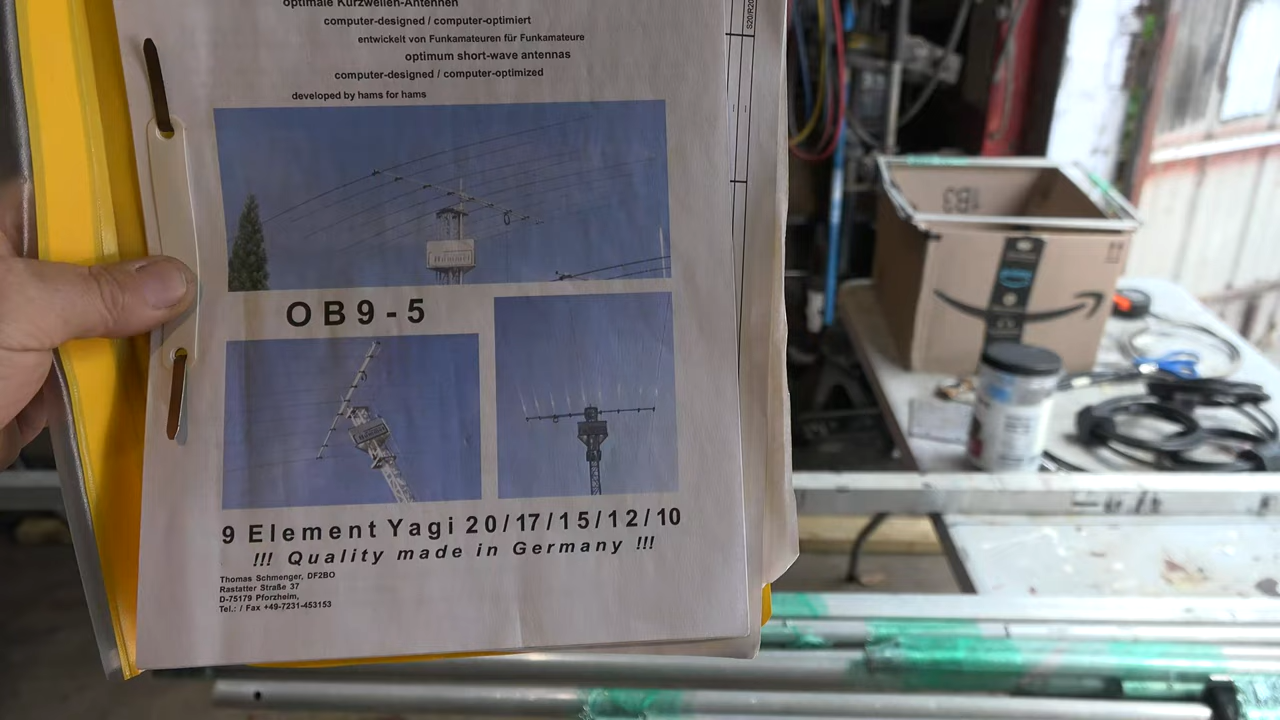 optimale Kurzwellen-Antennen
computer-designed / computer-optimiert
entwickelt von Funkamateuren für Funkamateure
optimum short-wave antennas
computer-designed / computer-optimized
developed by hams for hams
OB9-5
9 Element Yagi 20/17/15/12/10
!!! Quality made in Germany !!!
Thomas Schmenger, DF2BO
Rastatter Straße 37
D-75179 Pforzheim,
Tel.: / Fax +49-7231-453153
1B3
prime